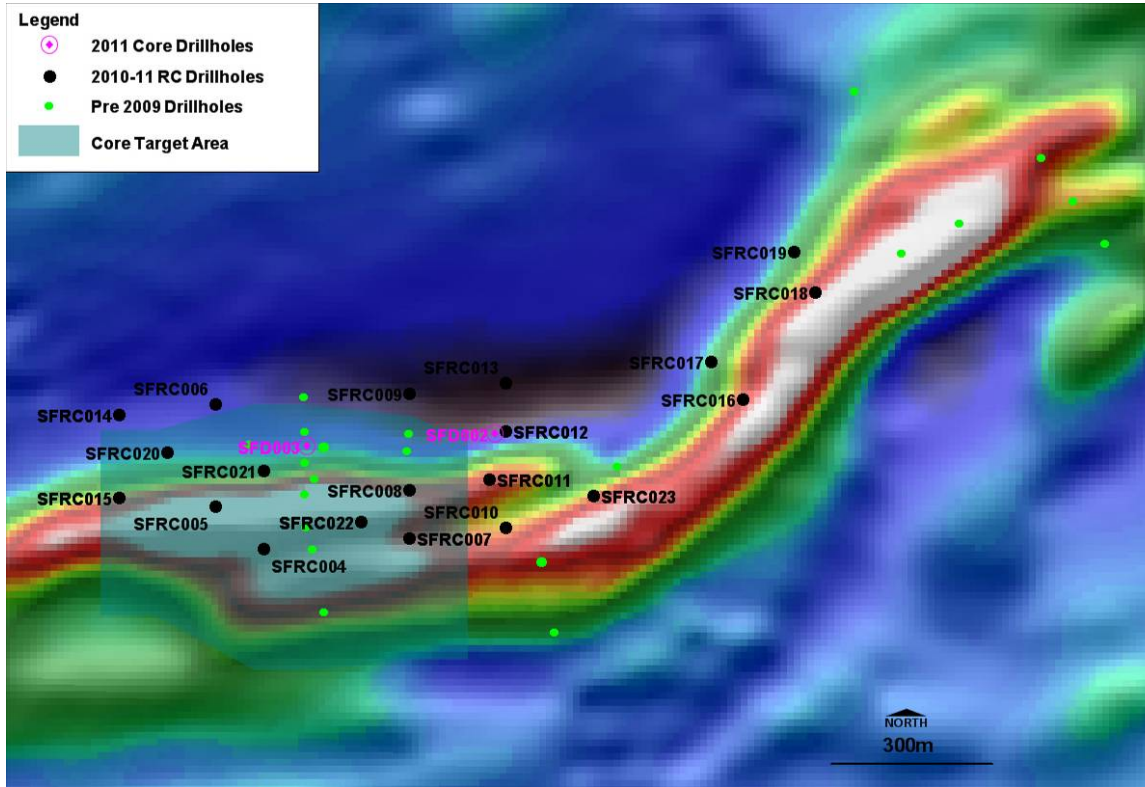 Legend
2011 Core Drillholes
2010-11 RC Drillholes
Pre 2009 Drillholes
Core Target Area
SFRC019
SFRC018
SFRC017
SFRC013
SFRC006
SFRC009
SFRC016
SFRC014
SFD002
SFRC012
SFD003
SFRC020
SFRC021
SFRC011
SFRC008
SFRC015
SFRC023
SFRC005
SFRC010
SFRC022
SFRC007
SFRC004
NORTH
300m